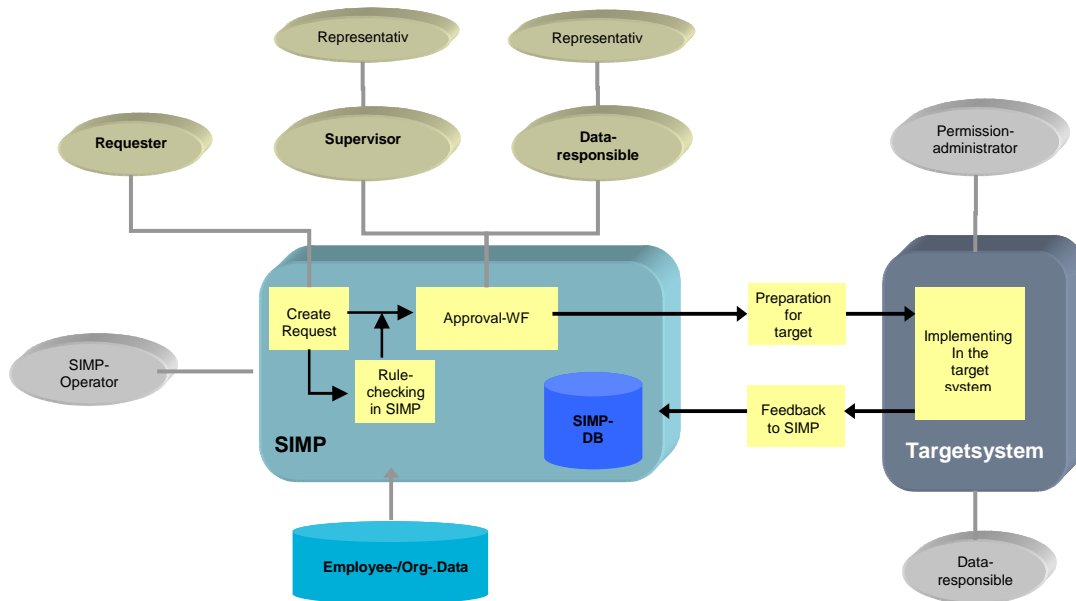 Representativ
Representativ
Requester
Supervisor
Data-
responsible
Permission-
administrator
Create
Request
Approval-WF
Preparation
for
target
Implementing
In the
target
system
SIMP-
Operator
Rule-
checking
in SIMP
SIMP-
DB
Feedback
to SIMP
SIMP
Targetsystem
Employee-/Org-.Data
Data-
responsible